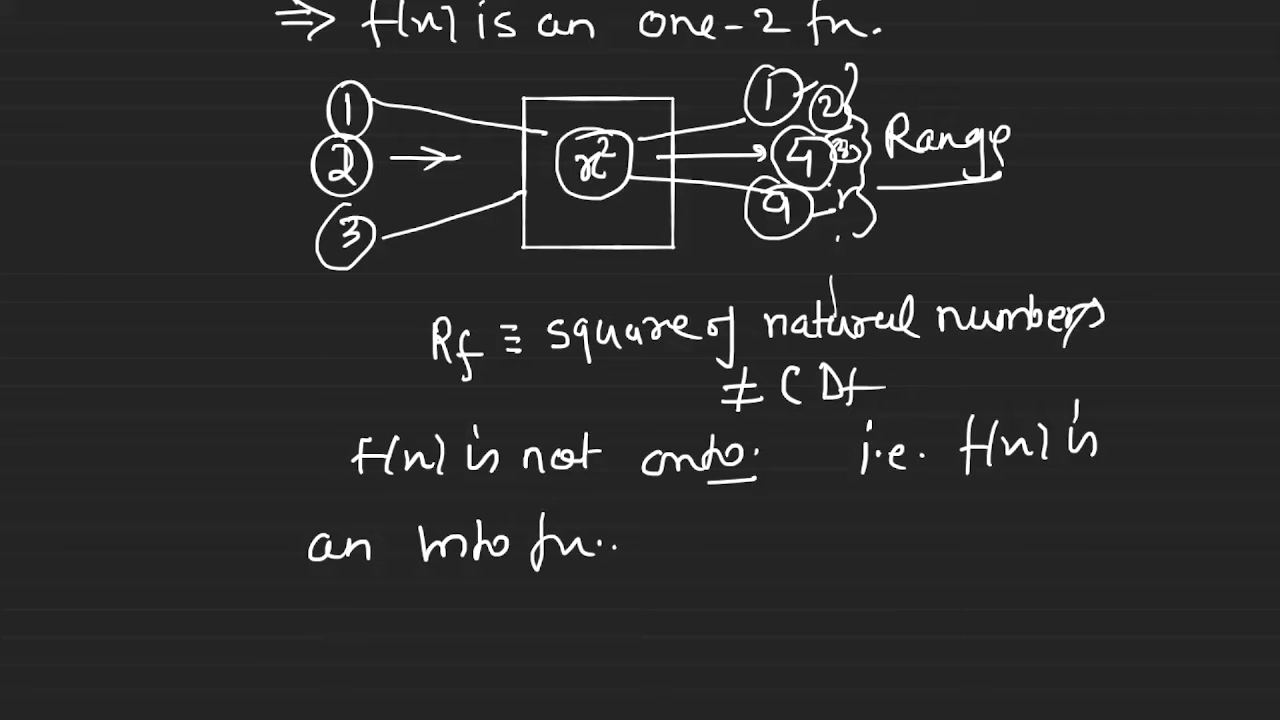 ⇒ f(x) is an one-2 fn.
1 1 2
2 → x² 4 3 Range
3 9
Rf ≡ square of natural numbers
≠ CDf
f(x) is not onto. i.e. f(x) is
an into fn..